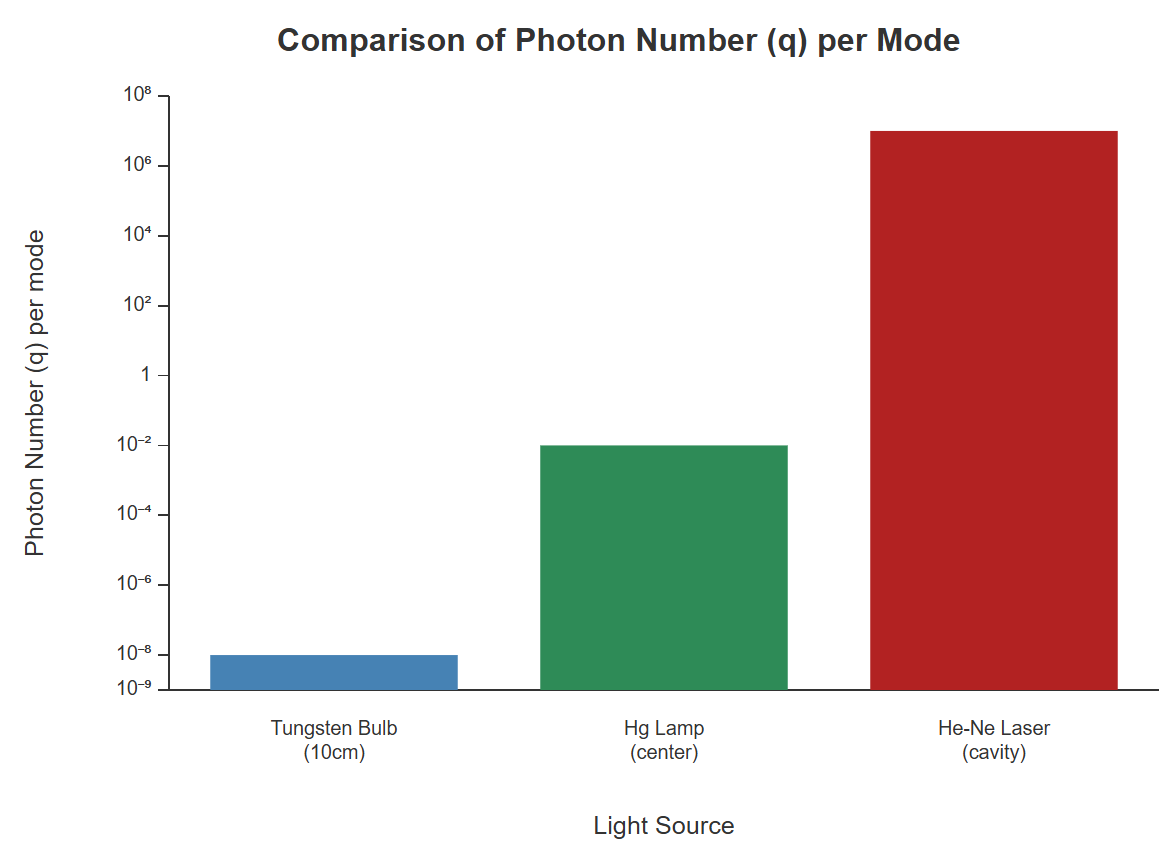 Comparison of Photon Number (q) per Mode
Photon Number (q) per mode
10⁸
10⁶
10⁴
10²
1
10⁻²
10⁻⁴
10⁻⁶
10⁻⁸
10⁻⁹
Tungsten Bulb
(10cm)
Hg Lamp
(center)
He-Ne Laser
(cavity)
Light Source